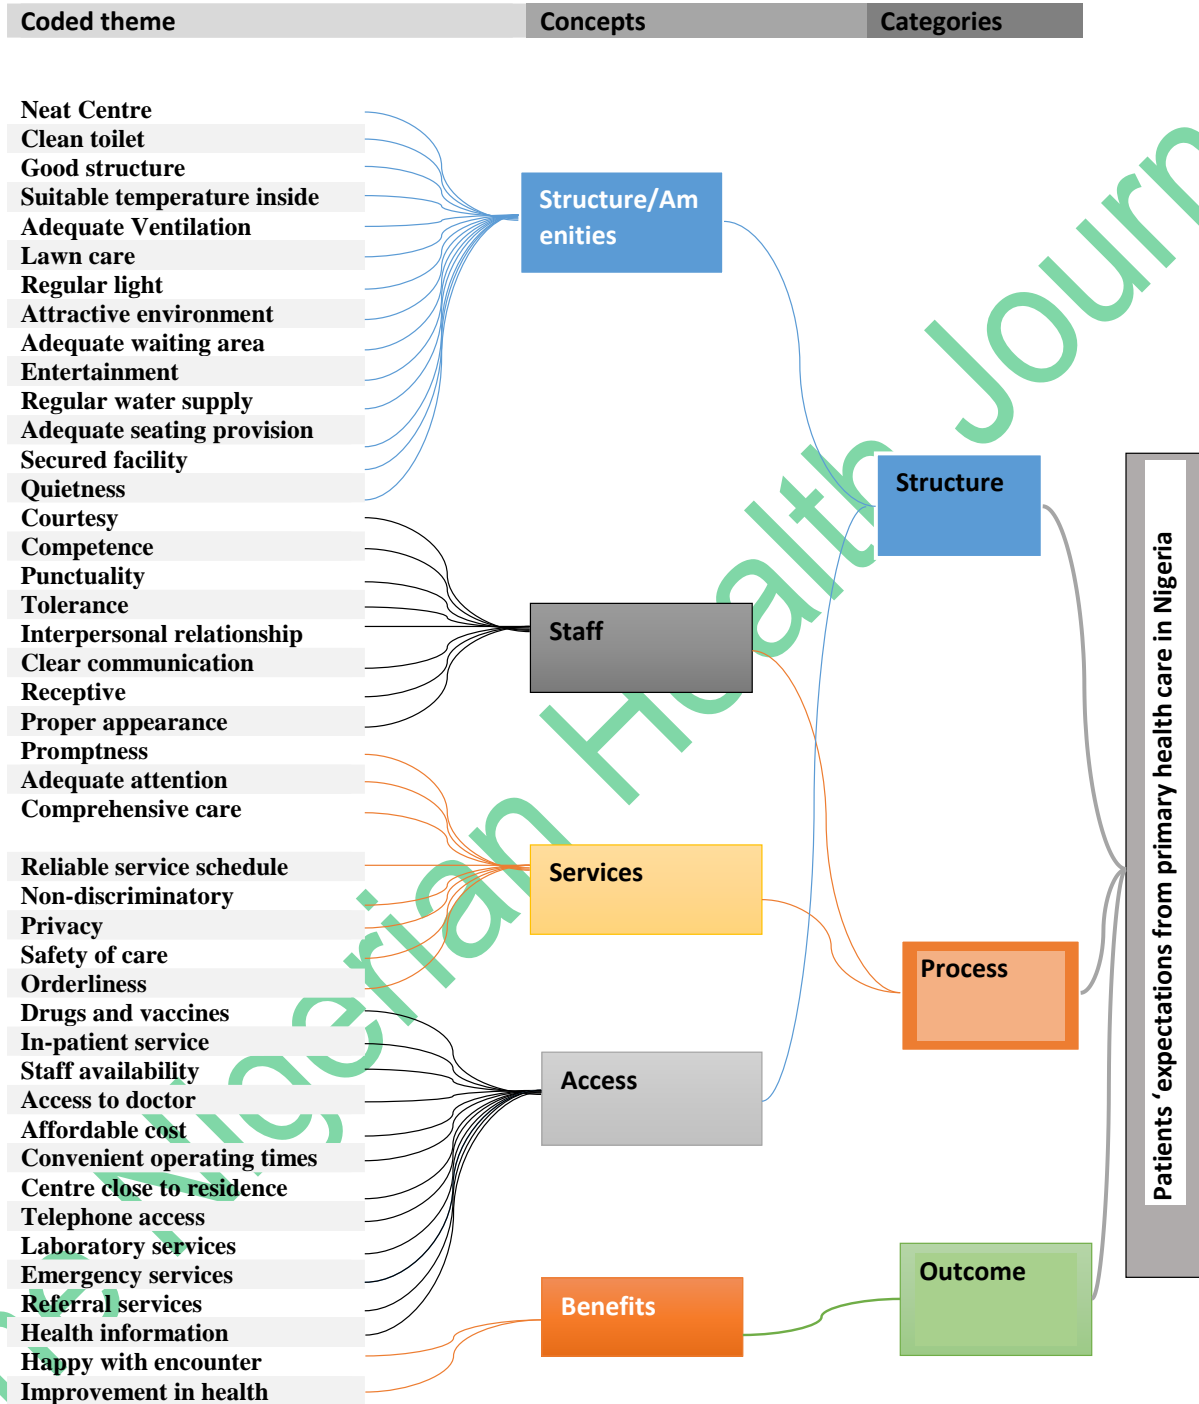 Coded theme
Concepts
Categories
Neat Centre
Clean toilet
Good structure
Suitable temperature inside
Adequate Ventilation
Lawn care
Regular light
Attractive environment
Adequate waiting area
Entertainment
Regular water supply
Adequate seating provision
Secured facility
Quietness
Courtesy
Competence
Punctuality
Tolerance
Interpersonal relationship
Clear communication
Receptive
Proper appearance
Promptness
Adequate attention
Comprehensive care
Reliable service schedule
Non-discriminatory
Privacy
Safety of care
Orderliness
Drugs and vaccines
In-patient service
Staff availability
Access to doctor
Affordable cost
Convenient operating times
Centre close to residence
Telephone access
Laboratory services
Emergency services
Referral services
Health information
Happy with encounter
Improvement in health
Structure/Am
enities
Staff
Services
Access
Benefits
Structure
Process
Outcome
Patients ‘expectations from primary health care in Nigeria
Nigerian Health Journ